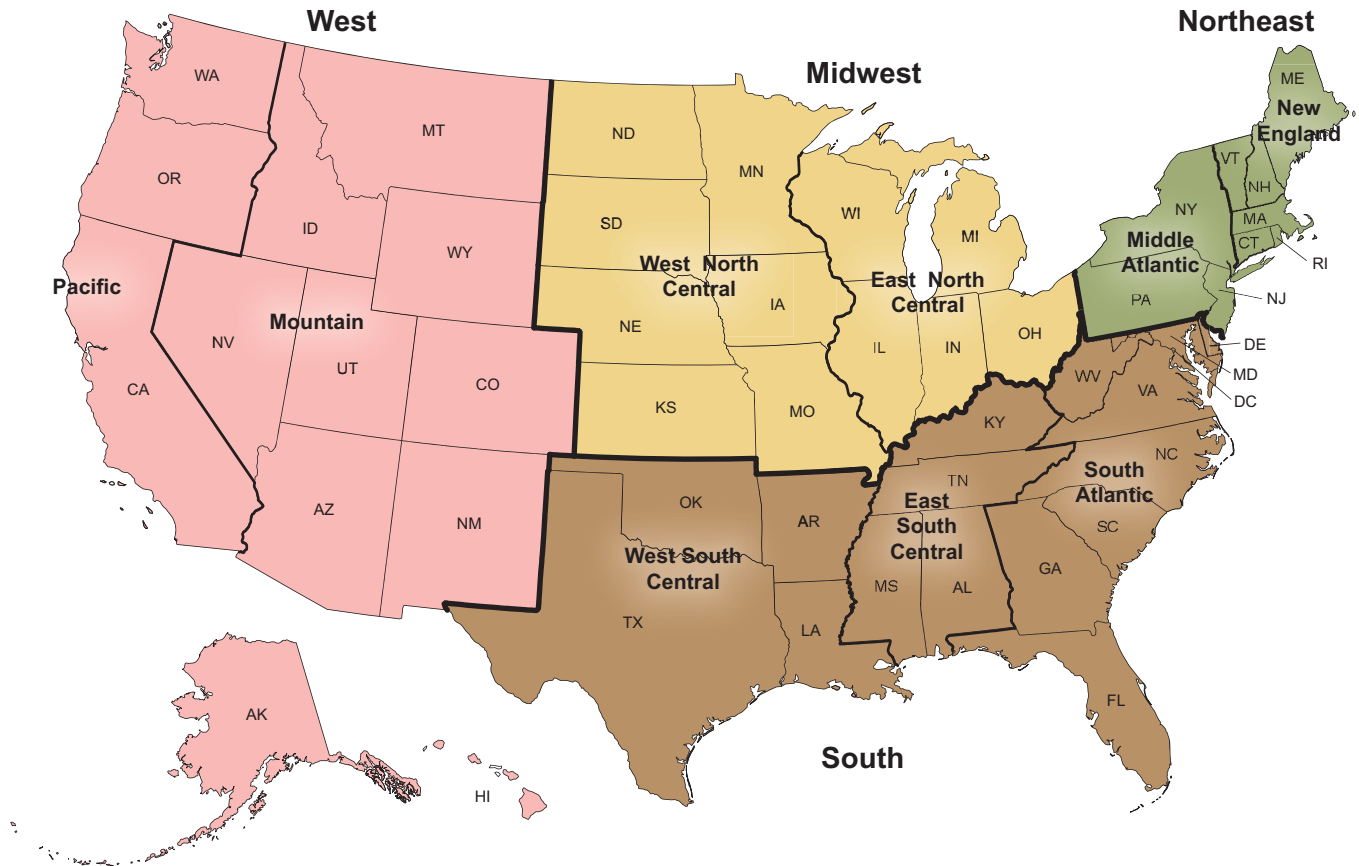 West
Northeast
Midwest
WA
ME
New
England
MT
ND
MN
OR
VT
NH
NY
MA
CT
RI
WI
MI
SD
ID
WY
West North
Central
East North
Central
Middle
Atlantic
Pacific
Mountain
IA
PA
NJ
NE
NV
UT
CO
IL
IN
OH
DE
MD
DC
CA
KS
MO
WV
VA
KY
NC
AZ
NM
OK
AR
TN
East
South
Central
South
Atlantic
SC
West South
Central
MS
AL
GA
TX
LA
AK
FL
HI
South